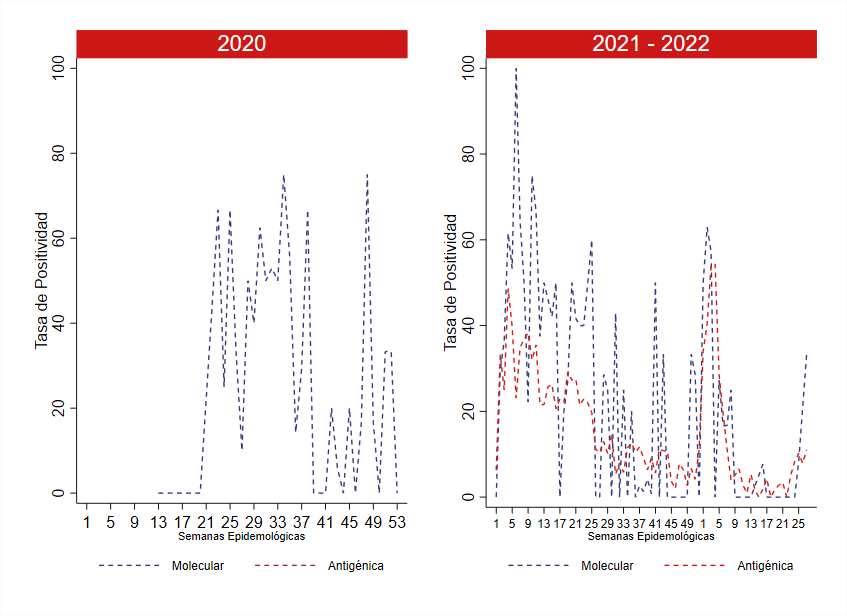 2020
Tasa de Positividad
100
80
60
40
20
0
1 5 9 13 17 21 25 29 33 37 41 45 49 53
Semanas Epidemológicas
Molecular Antigénica
2021 - 2022
Tasa de Positividad
100
80
60
40
20
0
1 5 9 13 17 21 25 29 33 37 41 45 49 1 5 9 13 17 21 25
Semanas Epidemológicas
Molecular Antigénica